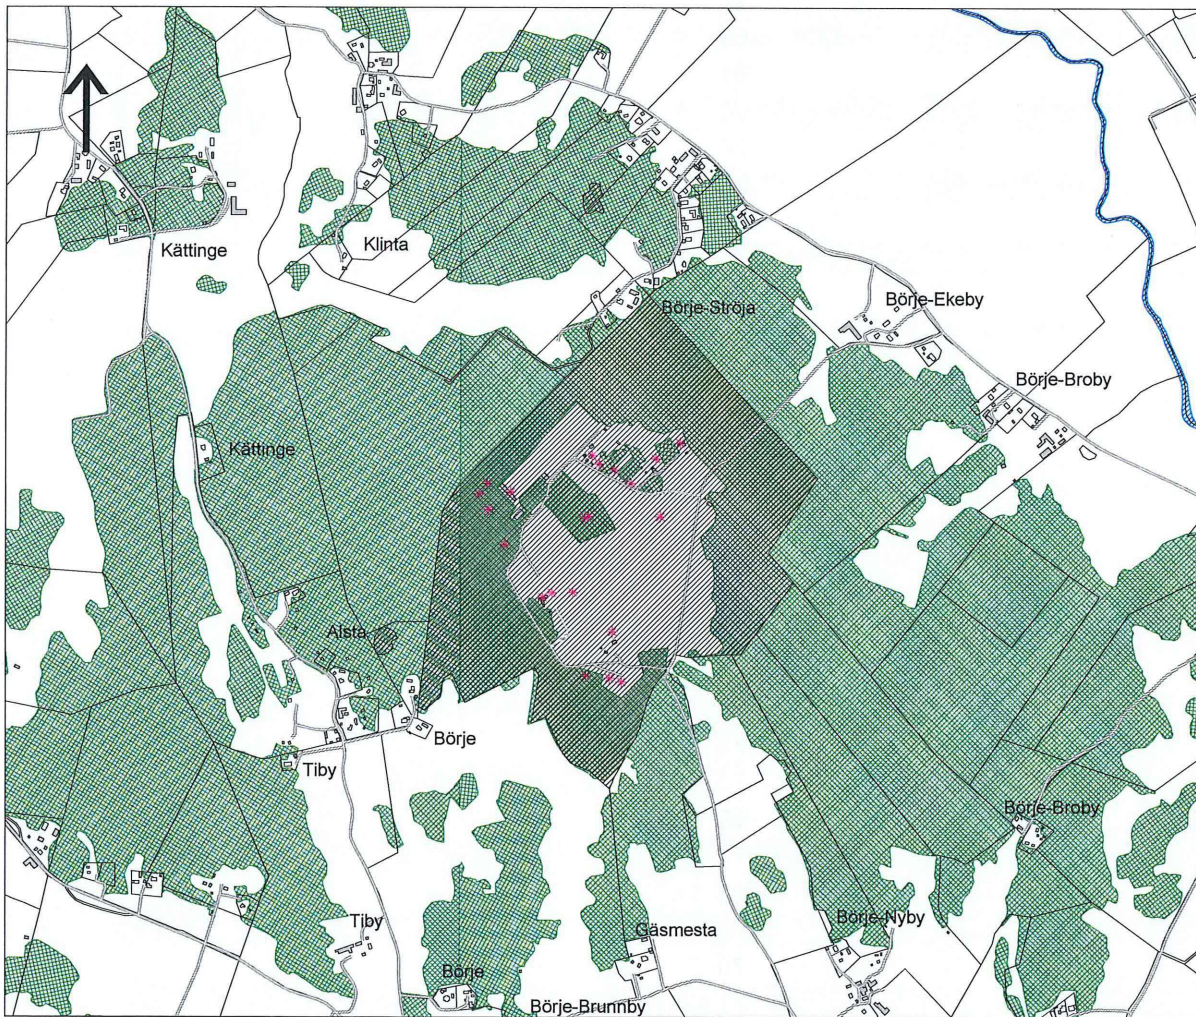 Kättinge
Klinta
Börje-Ströja
Börje-Ekeby
Börje-Broby
Kättinge
Alsta
Börje
Tiby
Börje-Broby
Tiby
Gäsmesta
Börje-Nyby
Börje
Börje-Brunnby